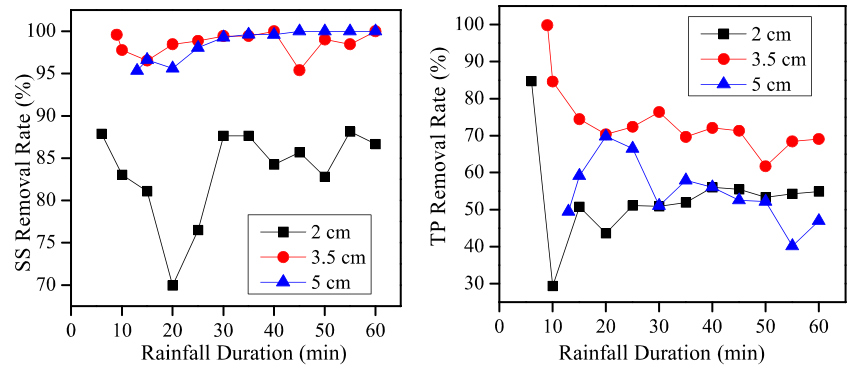 100
95
90
85
80
75
70
SS Removal Rate (%)
2 cm
3.5 cm
5 cm
0 10 20 30 40 50 60
Rainfall Duration (min)
100
90
80
70
60
50
40
30
TP Removal Rate (%)
2 cm
3.5 cm
5 cm
0 10 20 30 40 50 60
Rainfall Duration (min)